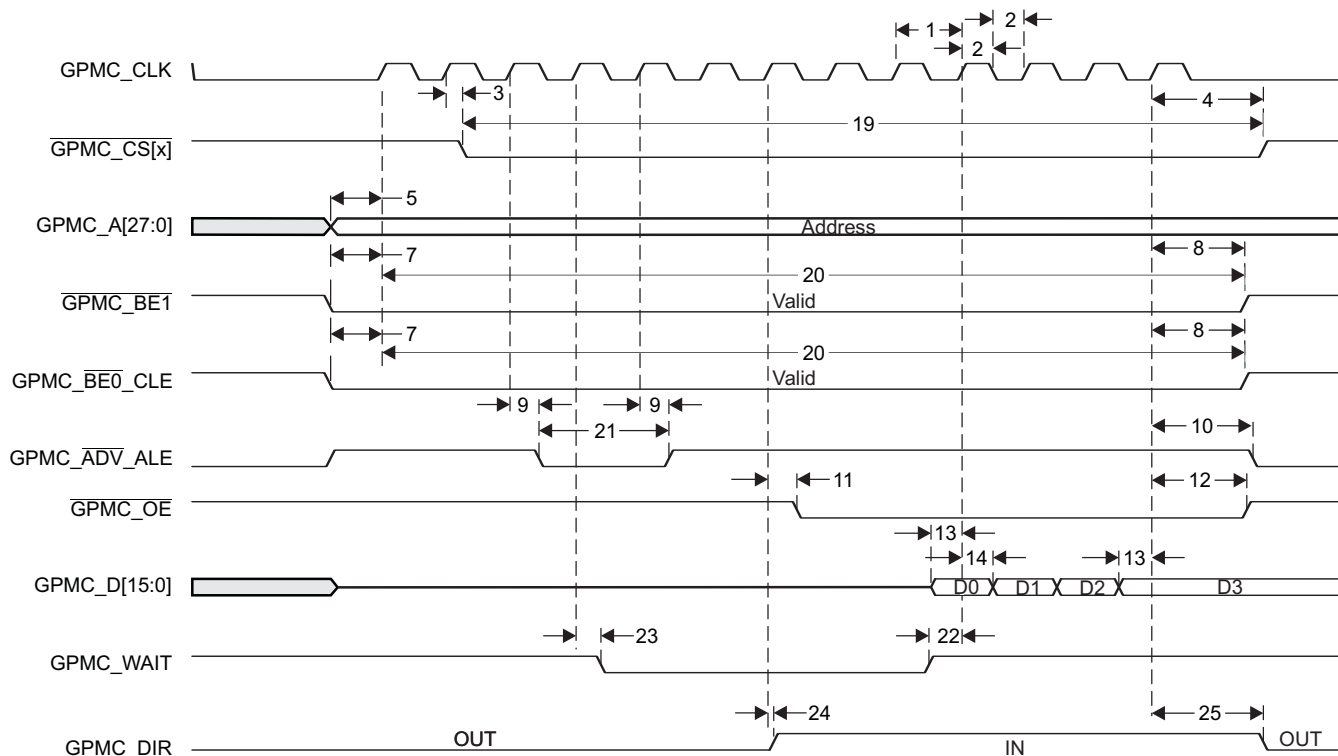 1
2
2
GPMC_CLK
3
4
19
GPMC_CS[x]
5
GPMC_A[27:0]
Address
7
8
20
GPMC_BE1
Valid
7
8
20
GPMC_BE0_CLE
Valid
9
9
21
10
GPMC_ADV_ALE
11
12
GPMC_OE
13
14
13
GPMC_D[15:0]
D0
D1
D2
D3
23
22
GPMC_WAIT
24
25
GPMC_DIR
OUT
IN
OUT